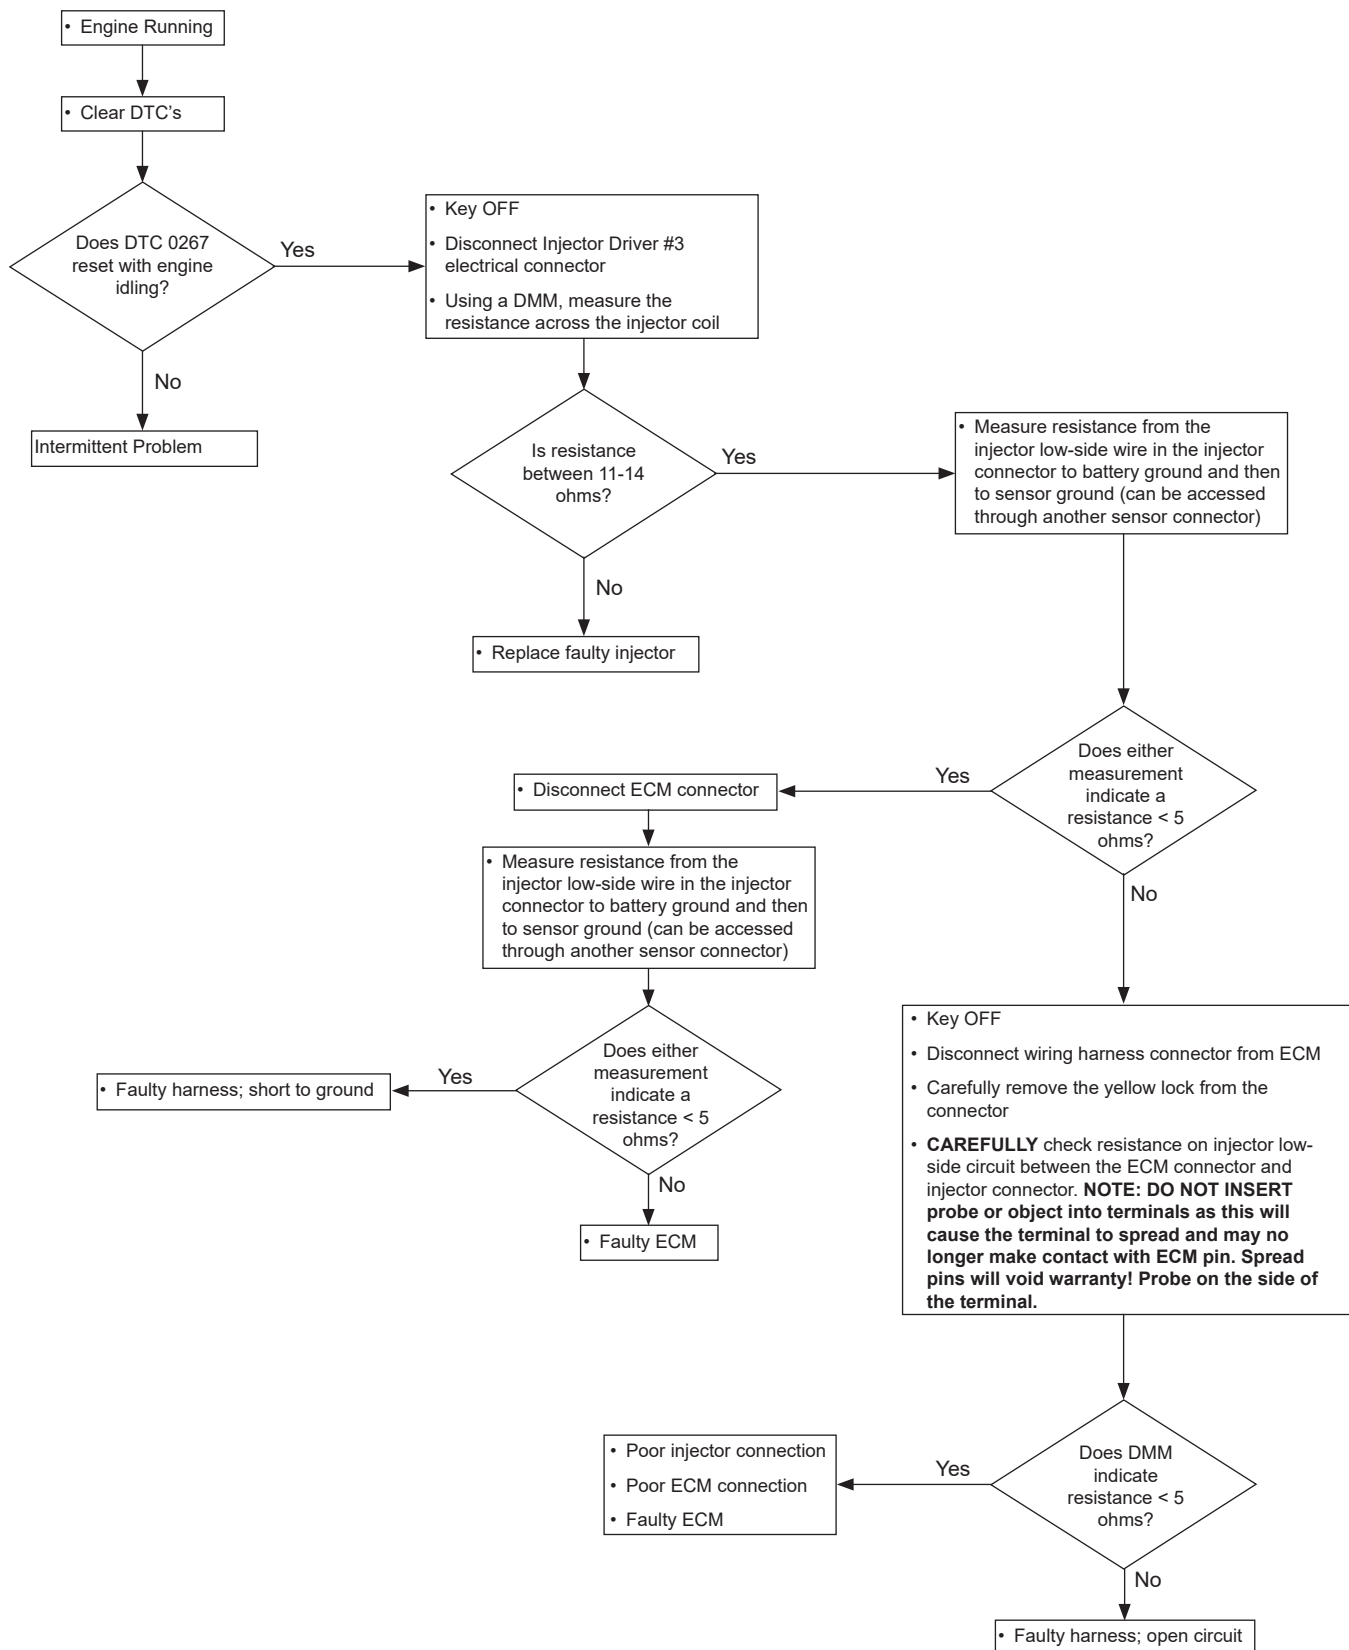 • Engine Running
• Clear DTC's
Does DTC 0267
reset with engine
idling?
Yes
No
Intermittent Problem
• Key OFF
• Disconnect Injector Driver #3
electrical connector
• Using a DMM, measure the
resistance across the injector coil
Is resistance
between 11-14
ohms?
Yes
No
• Replace faulty injector
• Measure resistance from the
injector low-side wire in the injector
connector to battery ground and then
to sensor ground (can be accessed
through another sensor connector)
Does either
measurement
indicate a
resistance < 5
ohms?
Yes
No
• Disconnect ECM connector
• Measure resistance from the
injector low-side wire in the injector
connector to battery ground and then
to sensor ground (can be accessed
through another sensor connector)
Does either
measurement
indicate a
resistance < 5
ohms?
Yes
No
• Faulty harness; short to ground
• Faulty ECM
• Key OFF
• Disconnect wiring harness connector from ECM
• Carefully remove the yellow lock from the
connector
• CAREFULLY check resistance on injector low-
side circuit between the ECM connector and
injector connector. NOTE: DO NOT INSERT
probe or object into terminals as this will
cause the terminal to spread and may no
longer make contact with ECM pin. Spread
pins will void warranty! Probe on the side of
the terminal.
Does DMM
indicate
resistance < 5
ohms?
Yes
No
• Poor injector connection
• Poor ECM connection
• Faulty ECM
• Faulty harness; open circuit